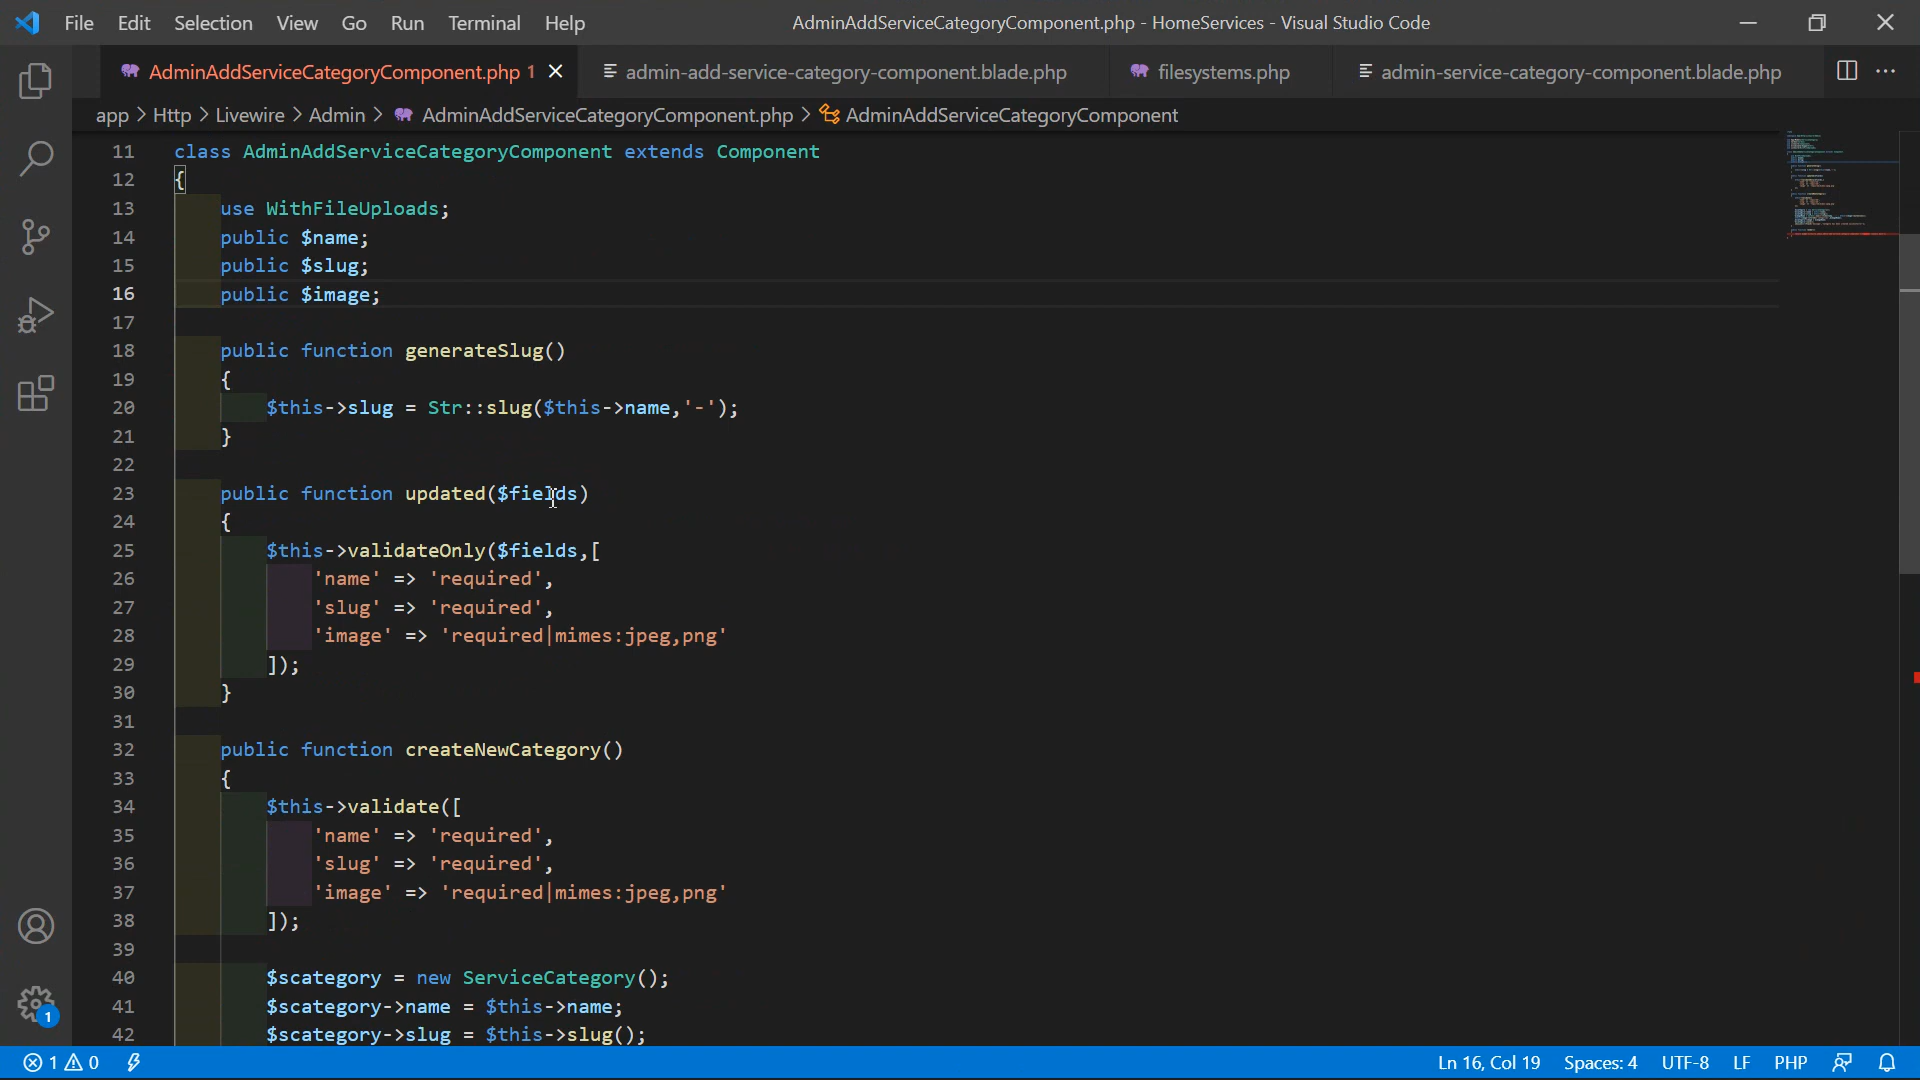 File Edit Selection View Go Run Terminal Help AdminAddServiceCategoryComponent.php - HomeServices - Visual Studio Code
AdminAddServiceCategoryComponent.php 1 admin-add-service-category-component.blade.php filesystems.php admin-service-category-component.blade.php
app > Http > Livewire > Admin > AdminAddServiceCategoryComponent.php > AdminAddServiceCategoryComponent
11 class AdminAddServiceCategoryComponent extends Component
12 {
13 use WithFileUploads;
14 public $name;
15 public $slug;
16 public $image;
17
18 public function generateSlug()
19 {
20 $this->slug = Str::slug($this->name,'-');
21 }
22
23 public function updated($fields)
24 {
25 $this->validateOnly($fields,[
26 'name' => 'required',
27 'slug' => 'required',
28 'image' => 'required|mimes:jpeg,png'
29 ]);
30 }
31
32 public function createNewCategory()
33 {
34 $this->validate([
35 'name' => 'required',
36 'slug' => 'required',
37 'image' => 'required|mimes:jpeg,png'
38 ]);
39
40 $scategory = new ServiceCategory();
41 $scategory->name = $this->name;
42 $scategory->slug = $this->slug();
1
1 0 Ln 16, Col 19 Spaces: 4 UTF-8 LF PHP